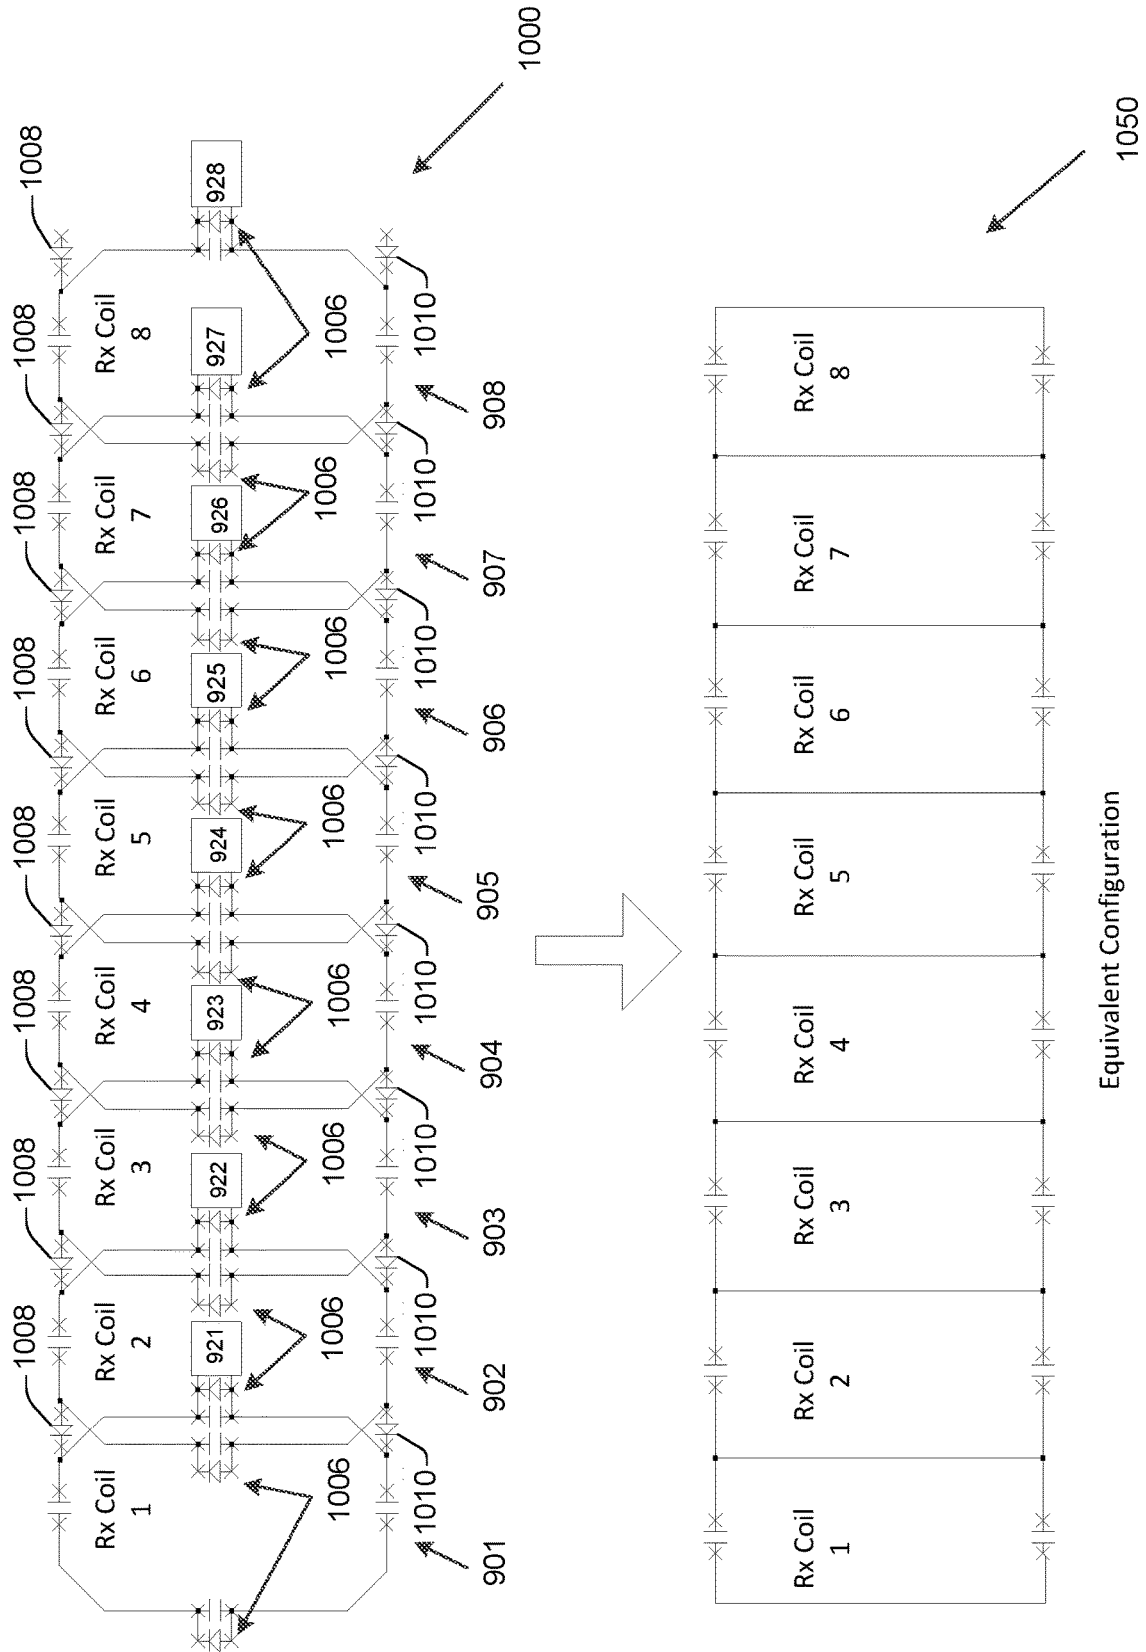 1008 1008 1008 1008 1008 1008 1008 1008
Rx Coil Rx Coil Rx Coil Rx Coil Rx Coil Rx Coil Rx Coil Rx Coil
1 2 3 4 5 6 7 8
921 922 923 924 925 926 927 928
1006 1006 1006 1006 1006 1006 1006 1006
1010 1010 1010 1010 1010 1010 1010 1010
901 902 903 904 905 906 907 908
1000
Rx Coil Rx Coil Rx Coil Rx Coil Rx Coil Rx Coil Rx Coil Rx Coil
1 2 3 4 5 6 7 8
Equivalent Configuration
1050